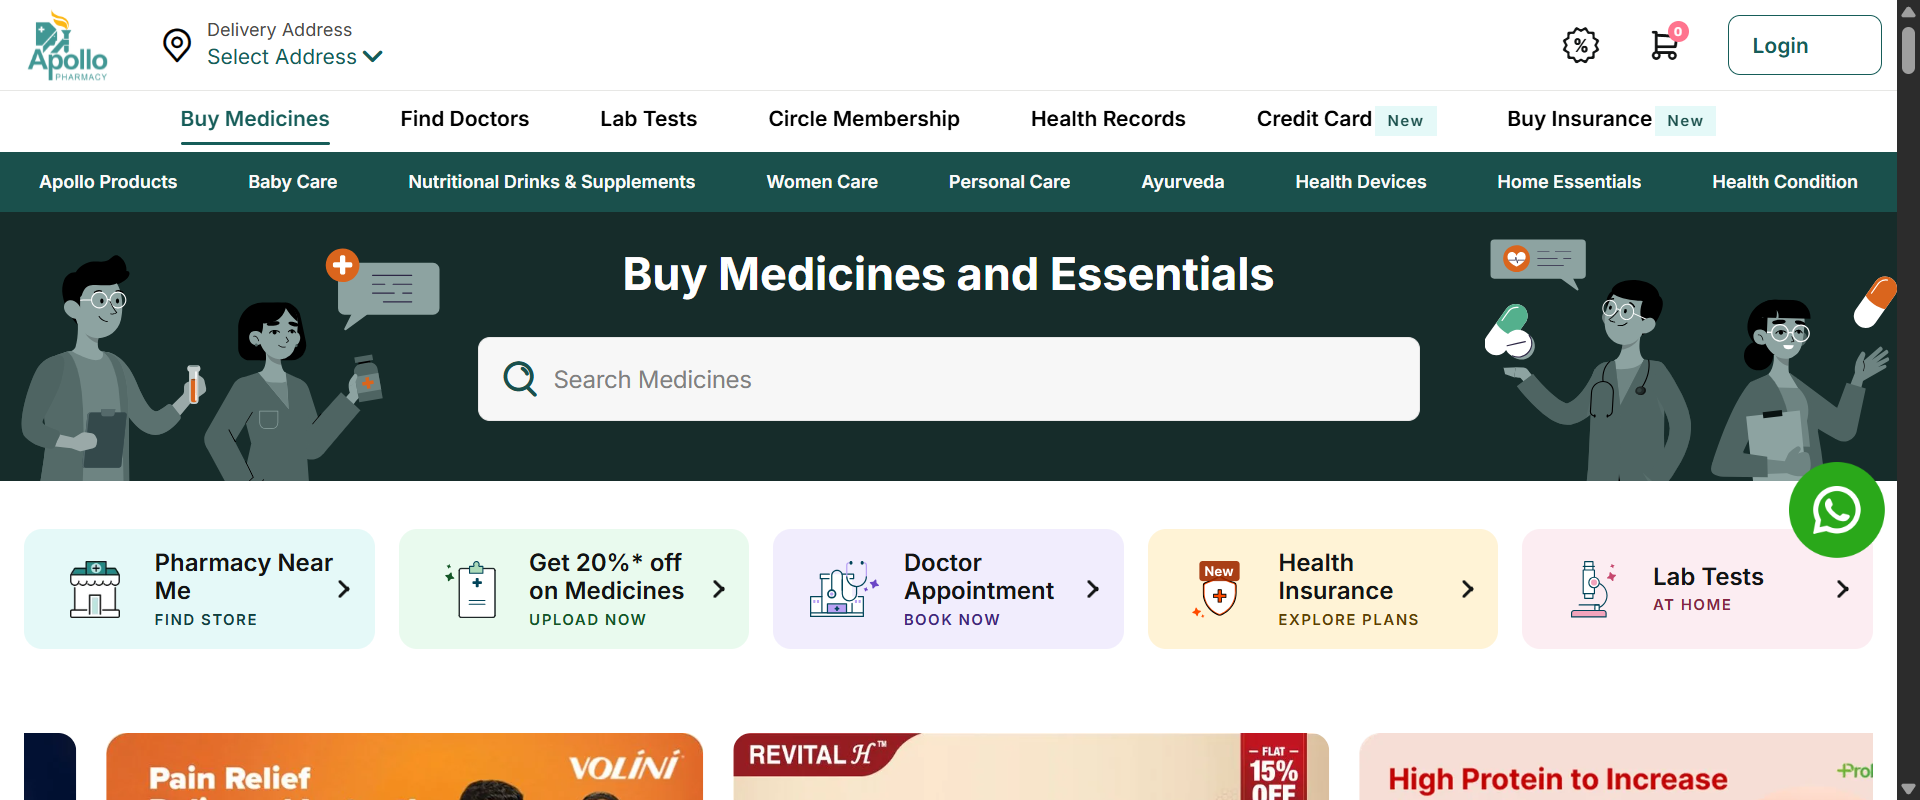 Apollo
PHARMACY
Delivery Address
Select Address
%
0
Login
Buy Medicines
Find Doctors
Lab Tests
Circle Membership
Health Records
Credit Card New
Buy Insurance New
Apollo Products
Baby Care
Nutritional Drinks & Supplements
Women Care
Personal Care
Ayurveda
Health Devices
Home Essentials
Health Condition
Buy Medicines and Essentials
Search Medicines
Pharmacy Near
Me
FIND STORE
Get 20%* off
on Medicines
UPLOAD NOW
Doctor
Appointment
BOOK NOW
New
Health
Insurance
EXPLORE PLANS
Lab Tests
AT HOME
Pain Relief
VOLINI
REVITAL H™
FLAT
15%
OFF
High Protein to Increase